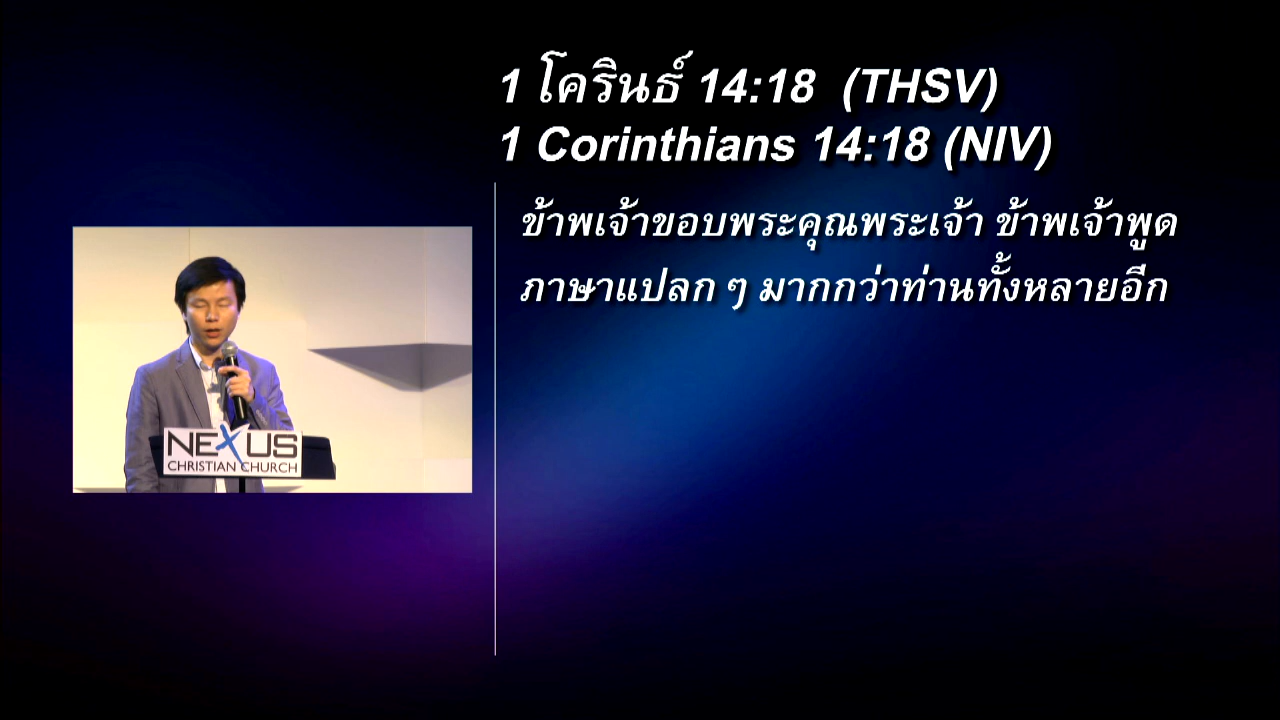 1 โครินธ์ 14:18 (THSV)
1 Corinthians 14:18 (NIV)
ข้าพเจ้าขอบพระคุณพระเจ้า ข้าพเจ้าพูด
ภาษาแปลก ๆ มากกว่าท่านทั้งหลายอีก
NEXUS
CHRISTIAN CHURCH